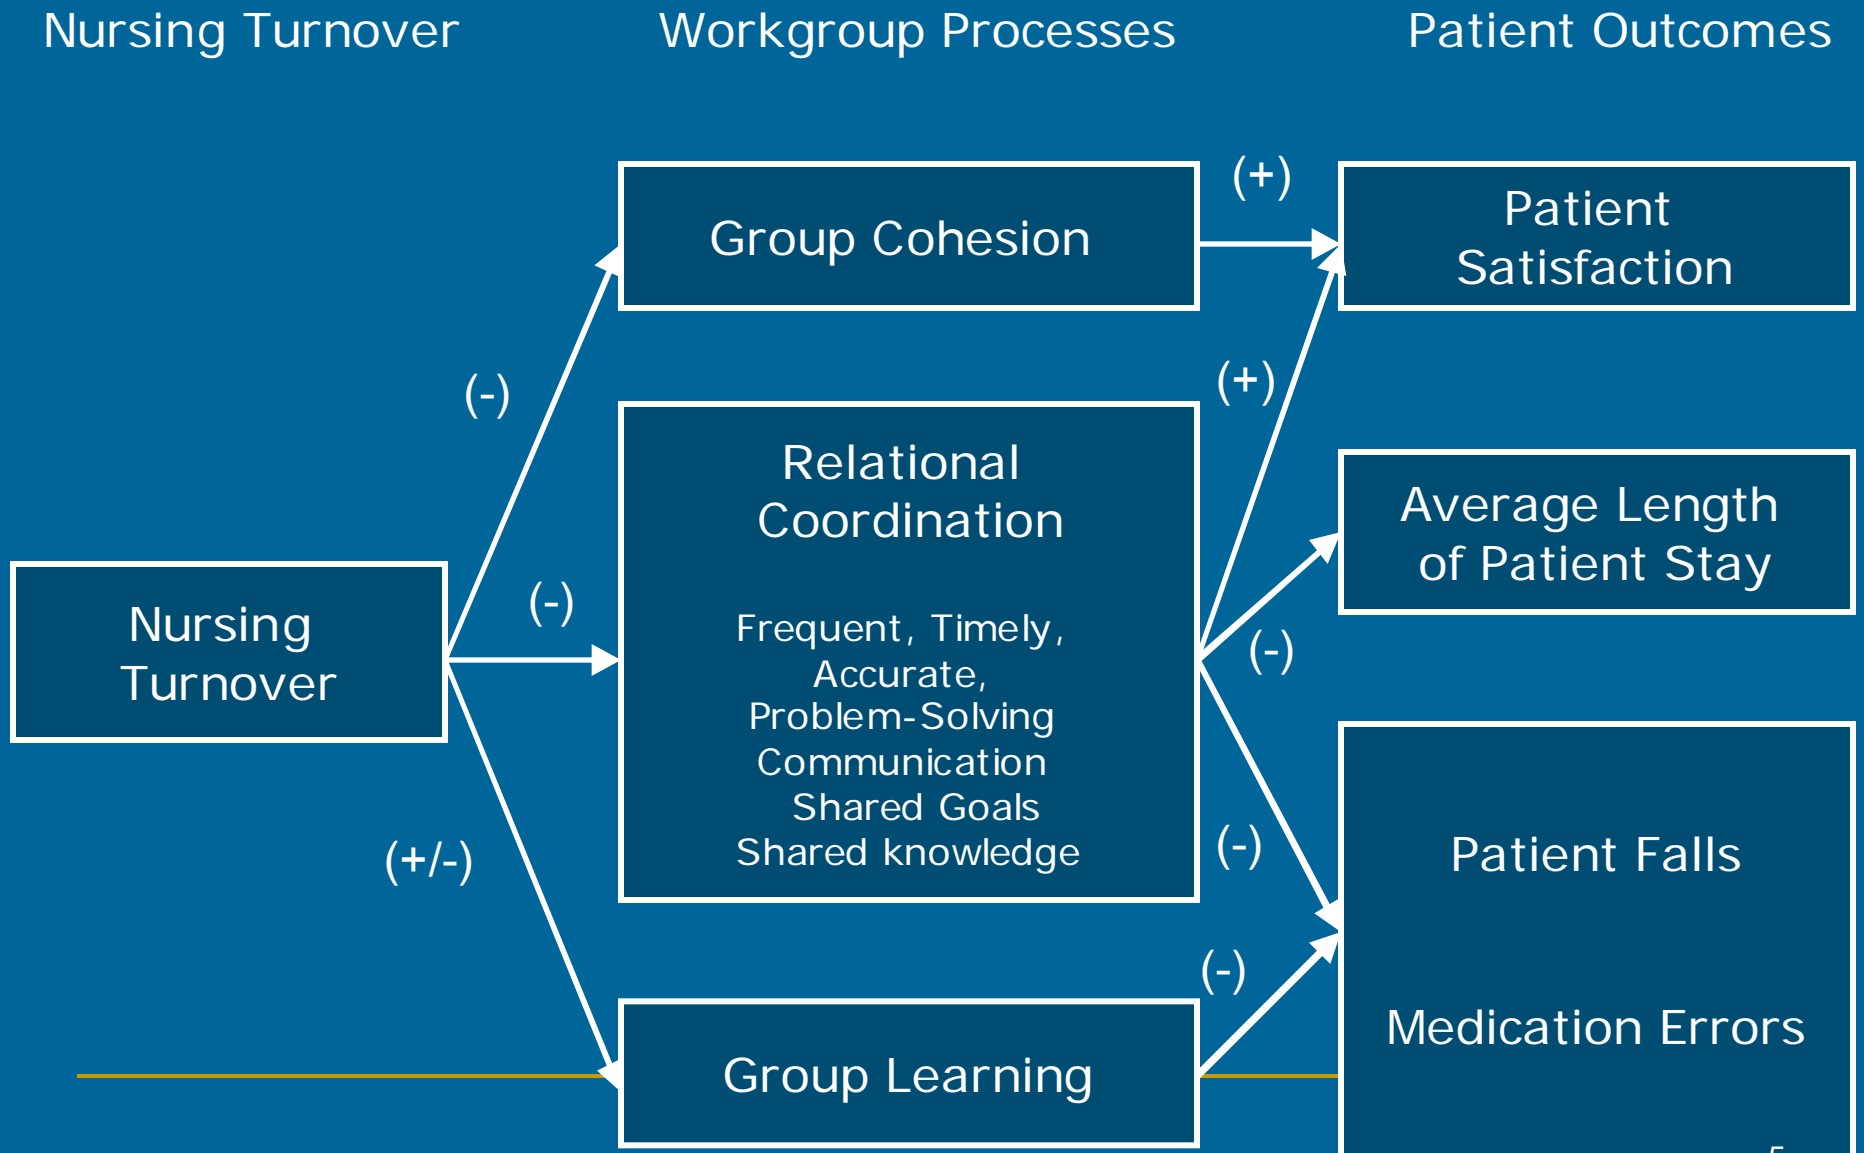 Nursing Turnover
Workgroup Processes
Patient Outcomes
Nursing
Turnover
(-)
(-)
(+/-)
Group Cohesion
Relational
Coordination
Frequent, Timely,
Accurate,
Problem-Solving
Communication
Shared Goals
Shared knowledge
Group Learning
(+)
(+)
(-)
(-)
(-)
Patient
Satisfaction
Average Length
of Patient Stay
Patient Falls
Medication Errors
5